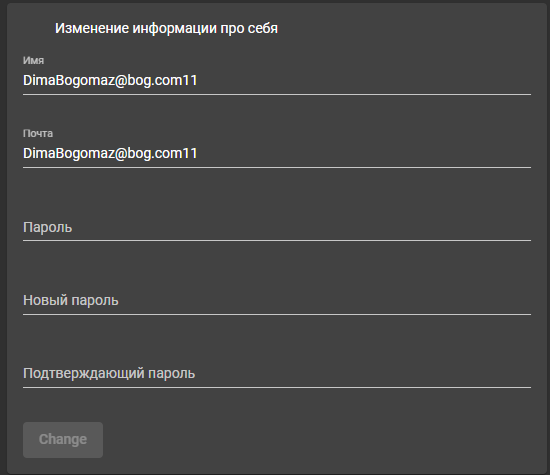 Изменение информации про себя
Имя
DimaBogomaz@bog.com11
Почта
DimaBogomaz@bog.com11
Пароль
Новый пароль
Подтверждающий пароль
Change